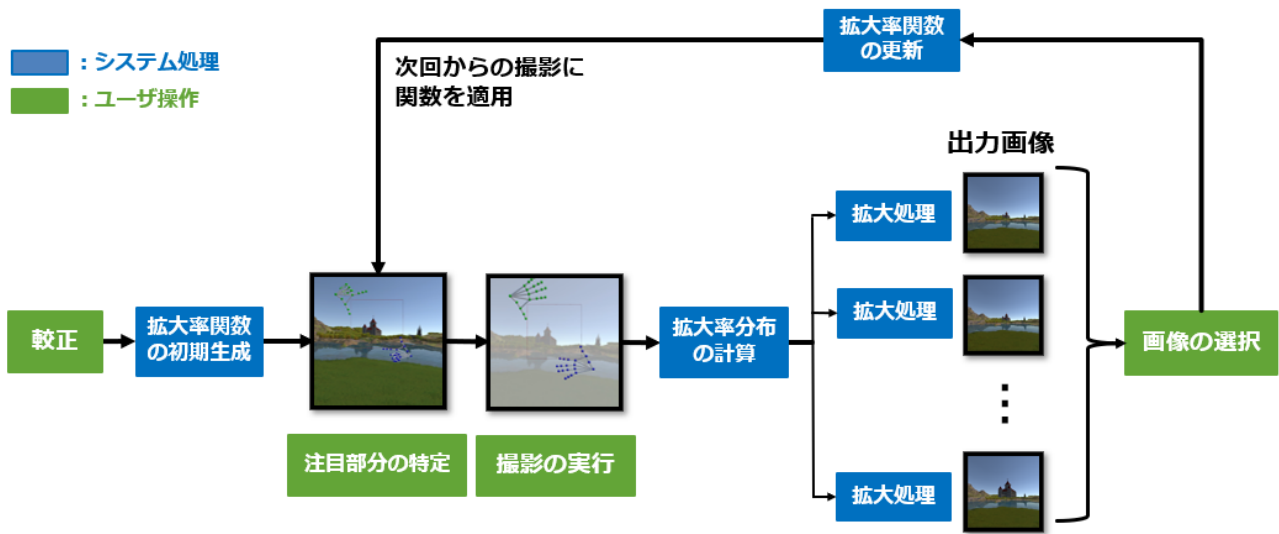 ：システム処理
：ユーザ操作
拡大率関数
の更新
次回からの撮影に
関数を適用
出力画像
較正
拡大率関数
の初期生成
注目部分の特定
撮影の実行
拡大率分布
の計算
拡大処理
拡大処理
拡大処理
画像の選択